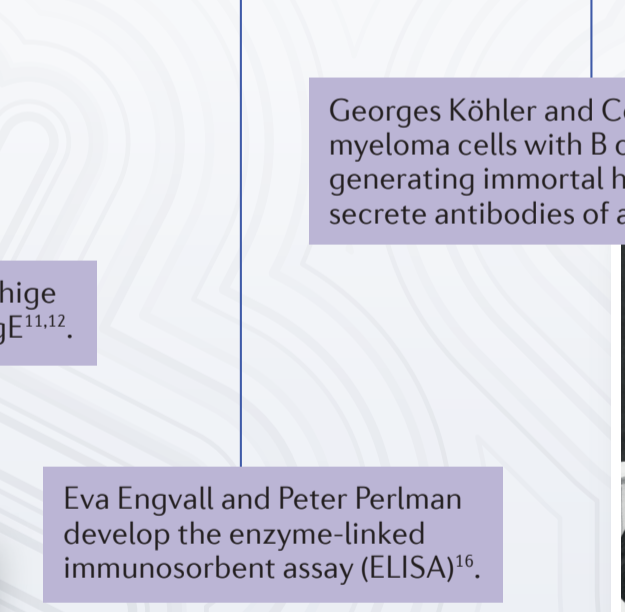 Georges Köhler and
myeloma cells with B
generating immortal
secrete antibodies of
hige
gE11,12.
Eva Engvall and Peter Perlman
develop the enzyme-linked
immunosorbent assay (ELISA)16.